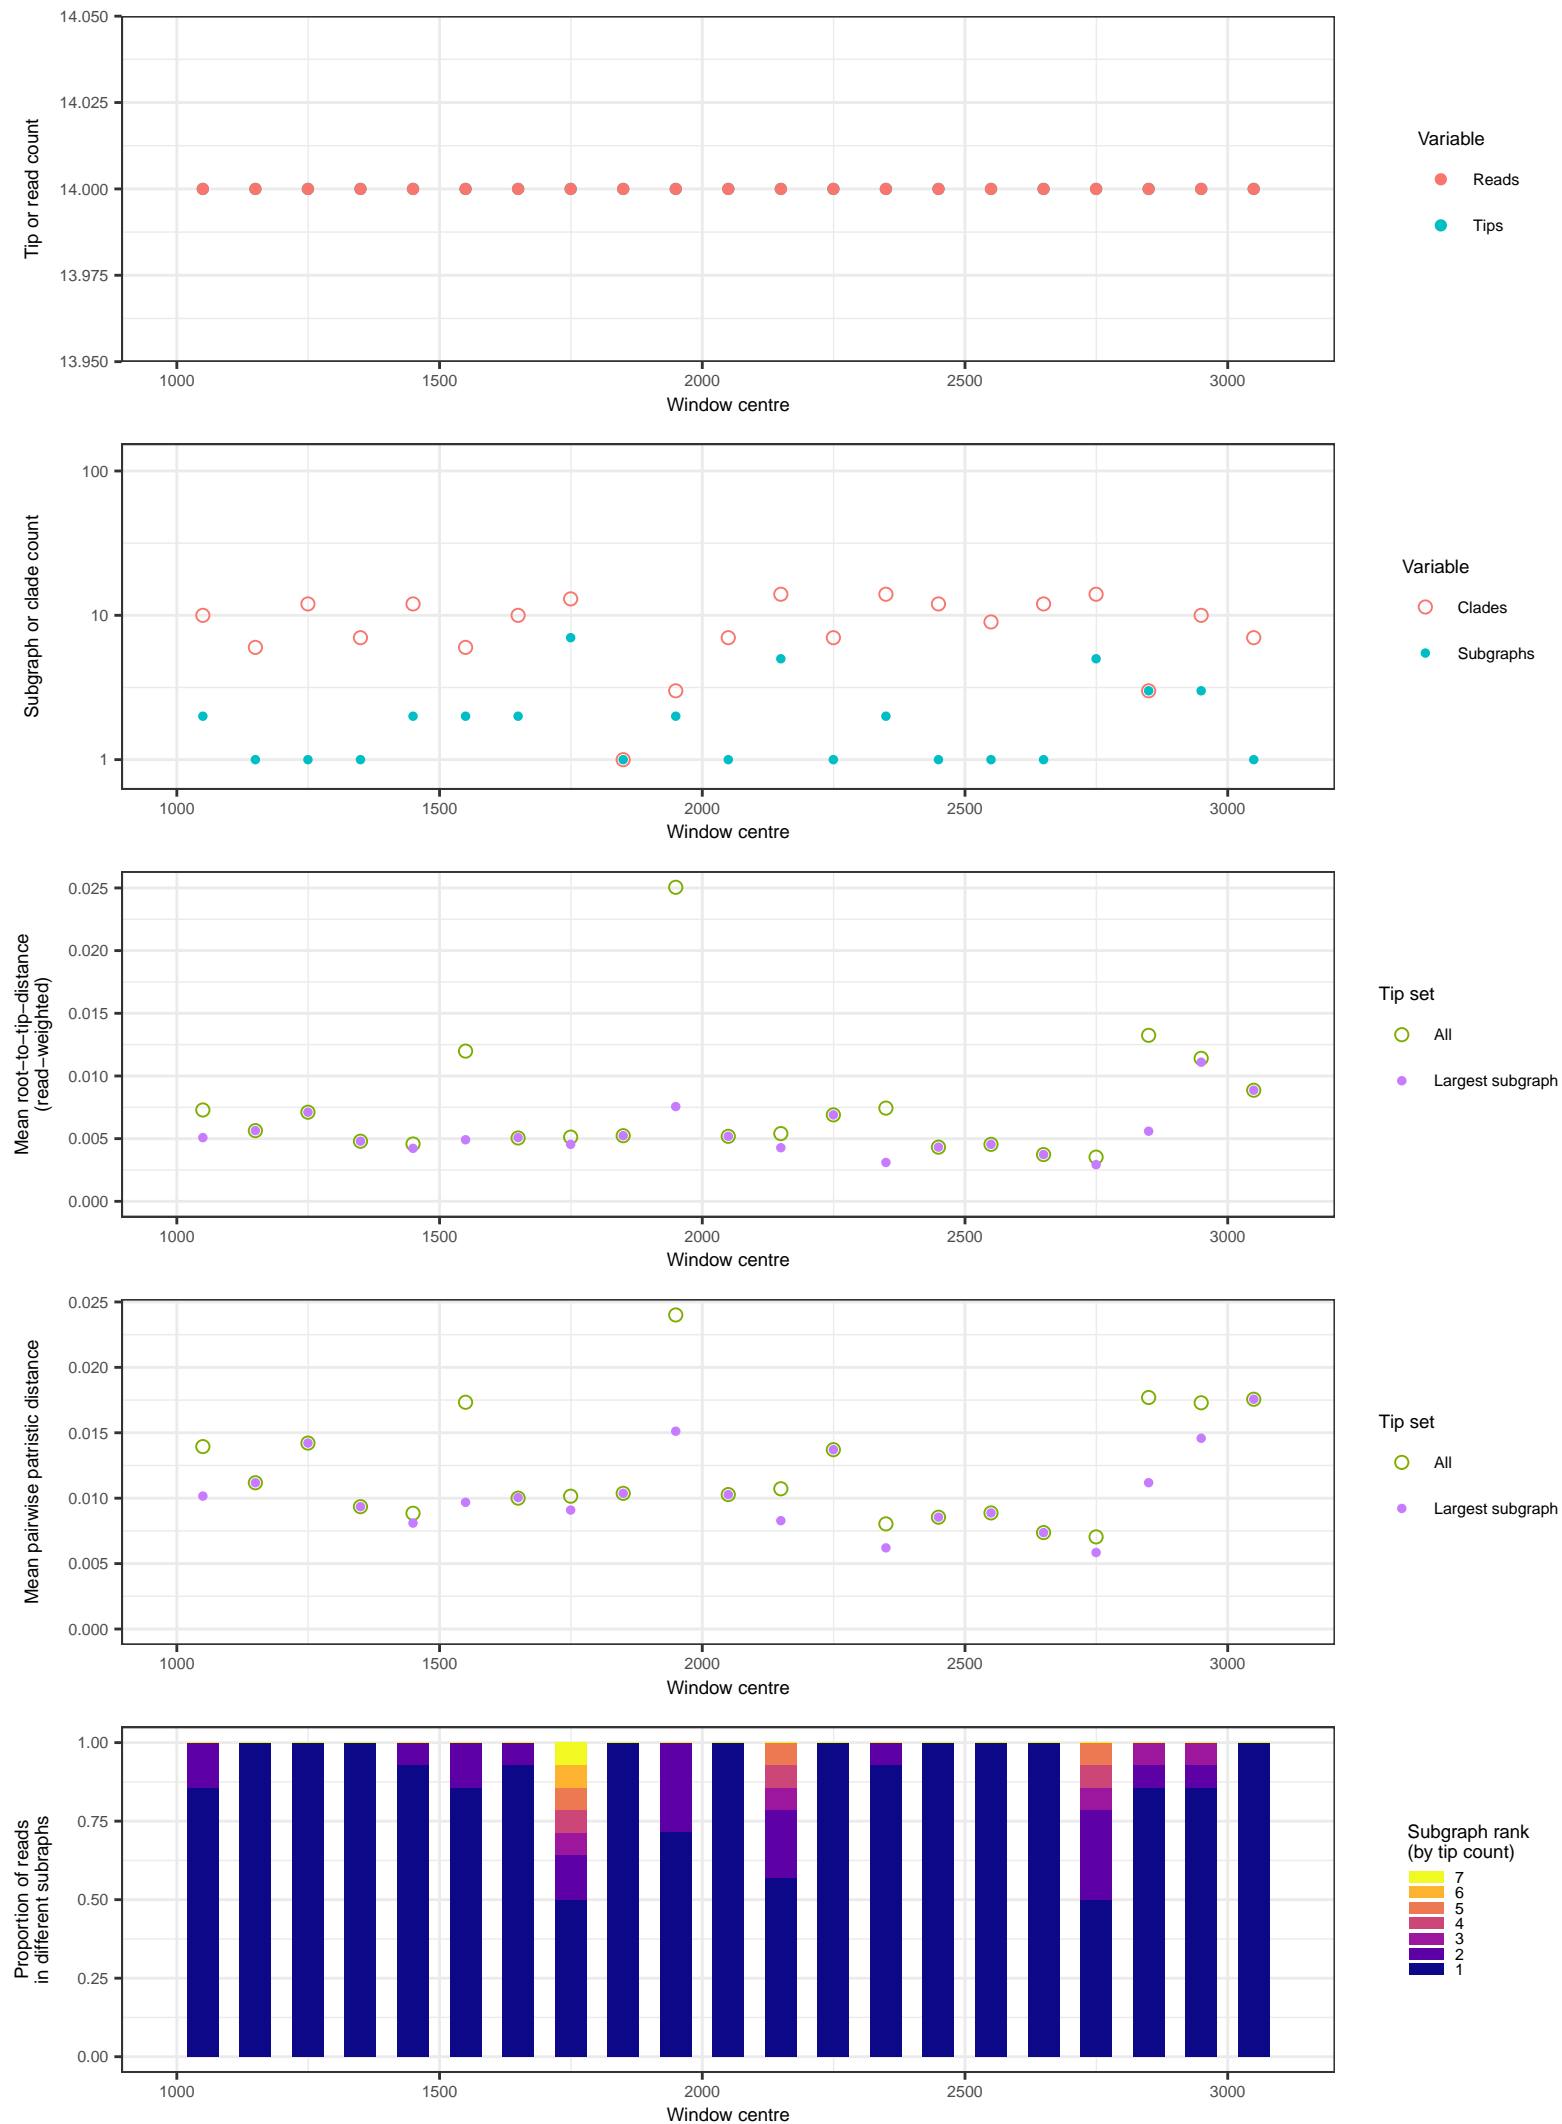 14.050
14.025
14.000
13.975
13.950
Tip or read count
1000 1500 2000 2500 3000
Window centre
Variable
Reads
Tips
100
10
1
Subgraph or clade count
1000 1500 2000 2500 3000
Window centre
Variable
Clades
Subgraphs
0.025
0.020
0.015
0.010
0.005
0.000
Mean root−to−tip−distance
(read−weighted)
1000 1500 2000 2500 3000
Window centre
Tip set
All
Largest subgraph
0.025
0.020
0.015
0.010
0.005
0.000
Mean pairwise patristic distance
1000 1500 2000 2500 3000
Window centre
Tip set
All
Largest subgraph
1.00
0.75
0.50
0.25
0.00
Proportion of reads
in different subraphs
1000 1500 2000 2500 3000
Window centre
Subgraph rank
(by tip count)
7
6
5
4
3
2
1